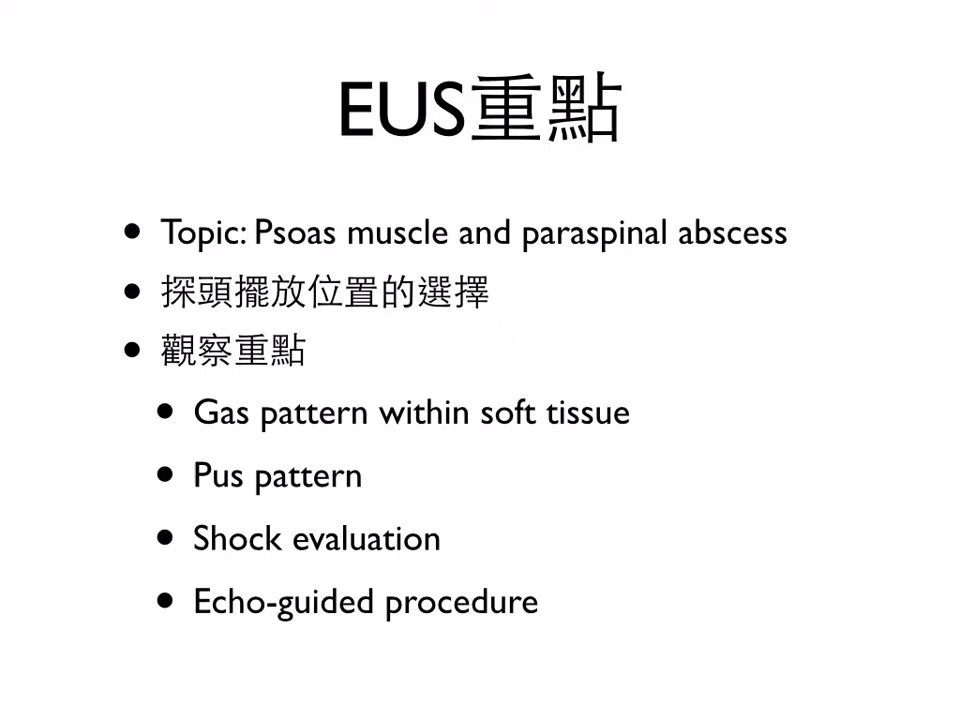 EUS重點
• Topic: Psoas muscle and paraspinal abscess
• 探頭擺放位置的選擇
• 觀察重點
• Gas pattern within soft tissue
• Pus pattern
• Shock evaluation
• Echo-guided procedure